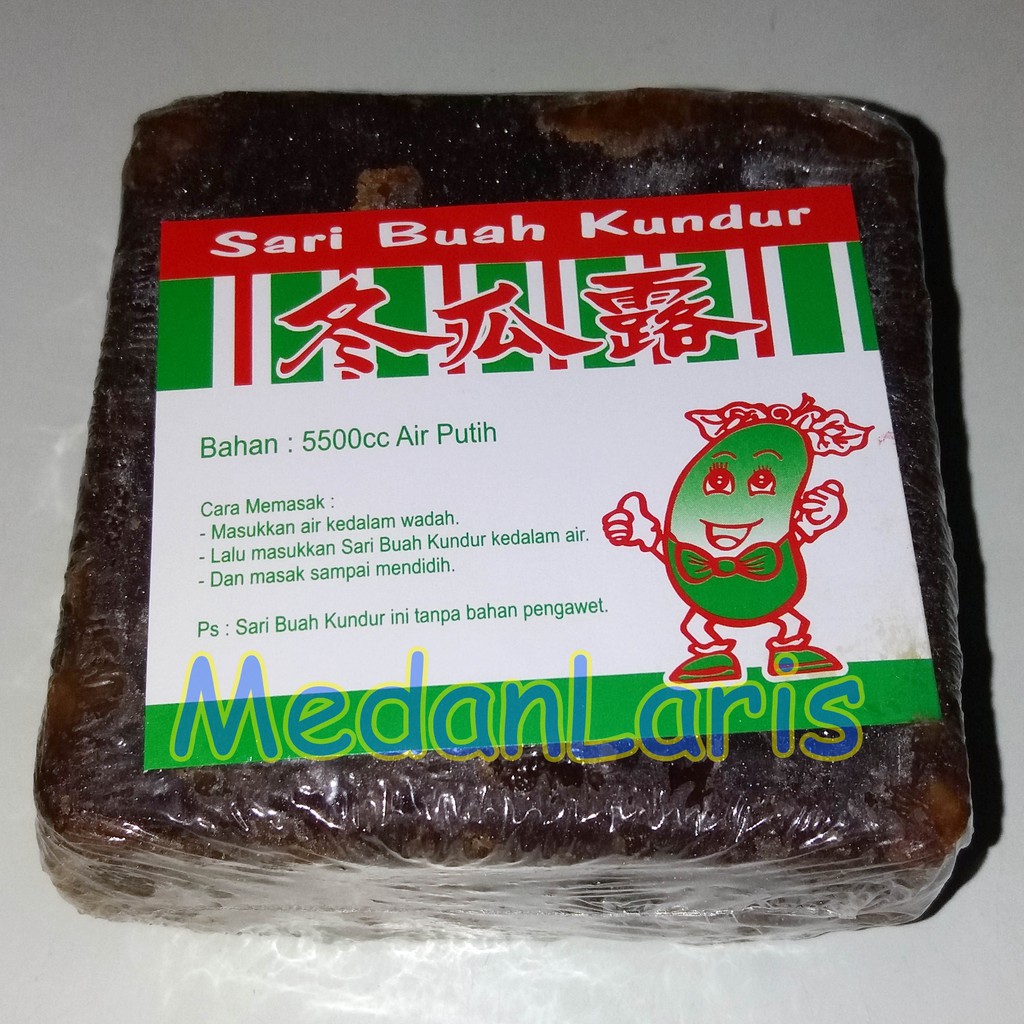 Sari Buah Kundur
冬瓜露
Bahan : 5500cc Air Putih
Cara Memasak :
- Masukkan air kedalam wadah.
- Lalu masukkan Sari Buah Kundur kedalam air.
- Dan masak sampai mendidih.
Ps : Sari Buah Kundur ini tanpa bahan pengawet.
MedanLaris